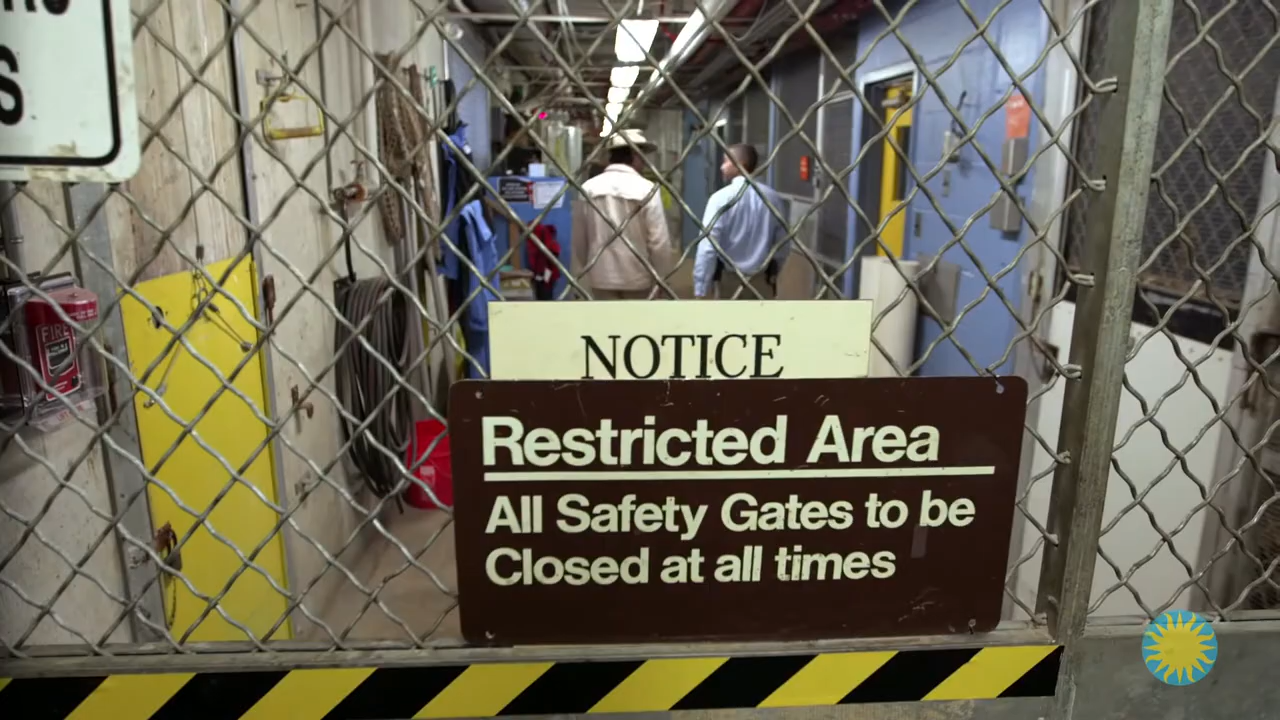 S
FIRE
NOTICE
Restricted Area
All Safety Gates to be
Closed at all times